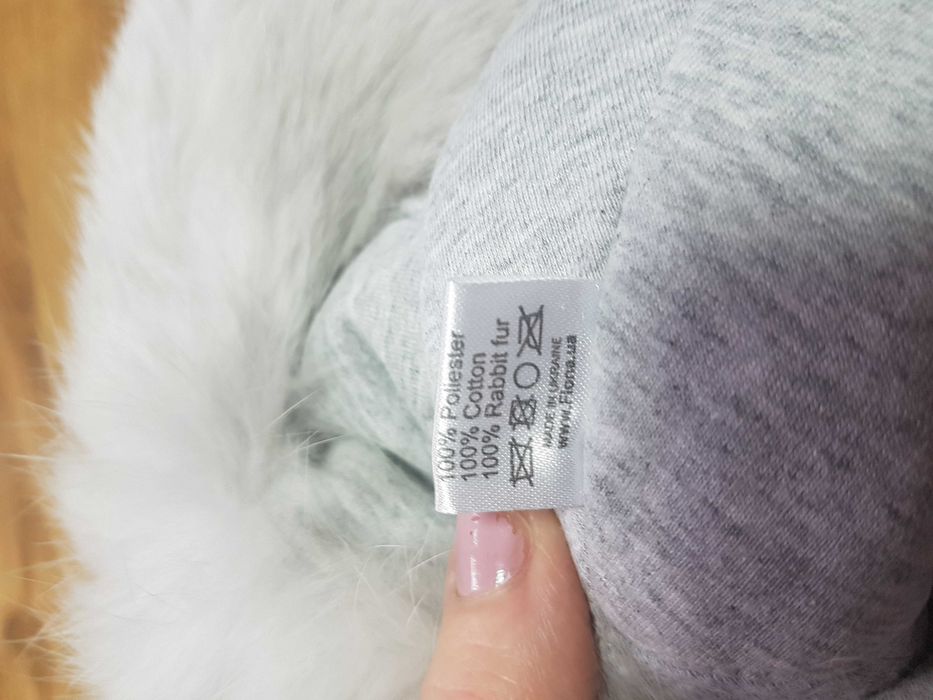 100% Poliester
100% Cotton
100% Rabbit fur
MADE IN UKRAINE
www.Fiona.ua